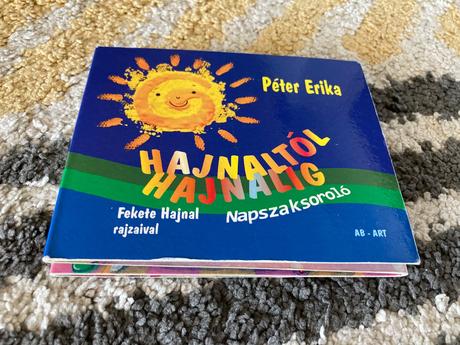 Péter Erika
HAJNALTÓL
HAJNALIG
Napszaksoroló
Fekete Hajnal
rajzaival
AB - ART